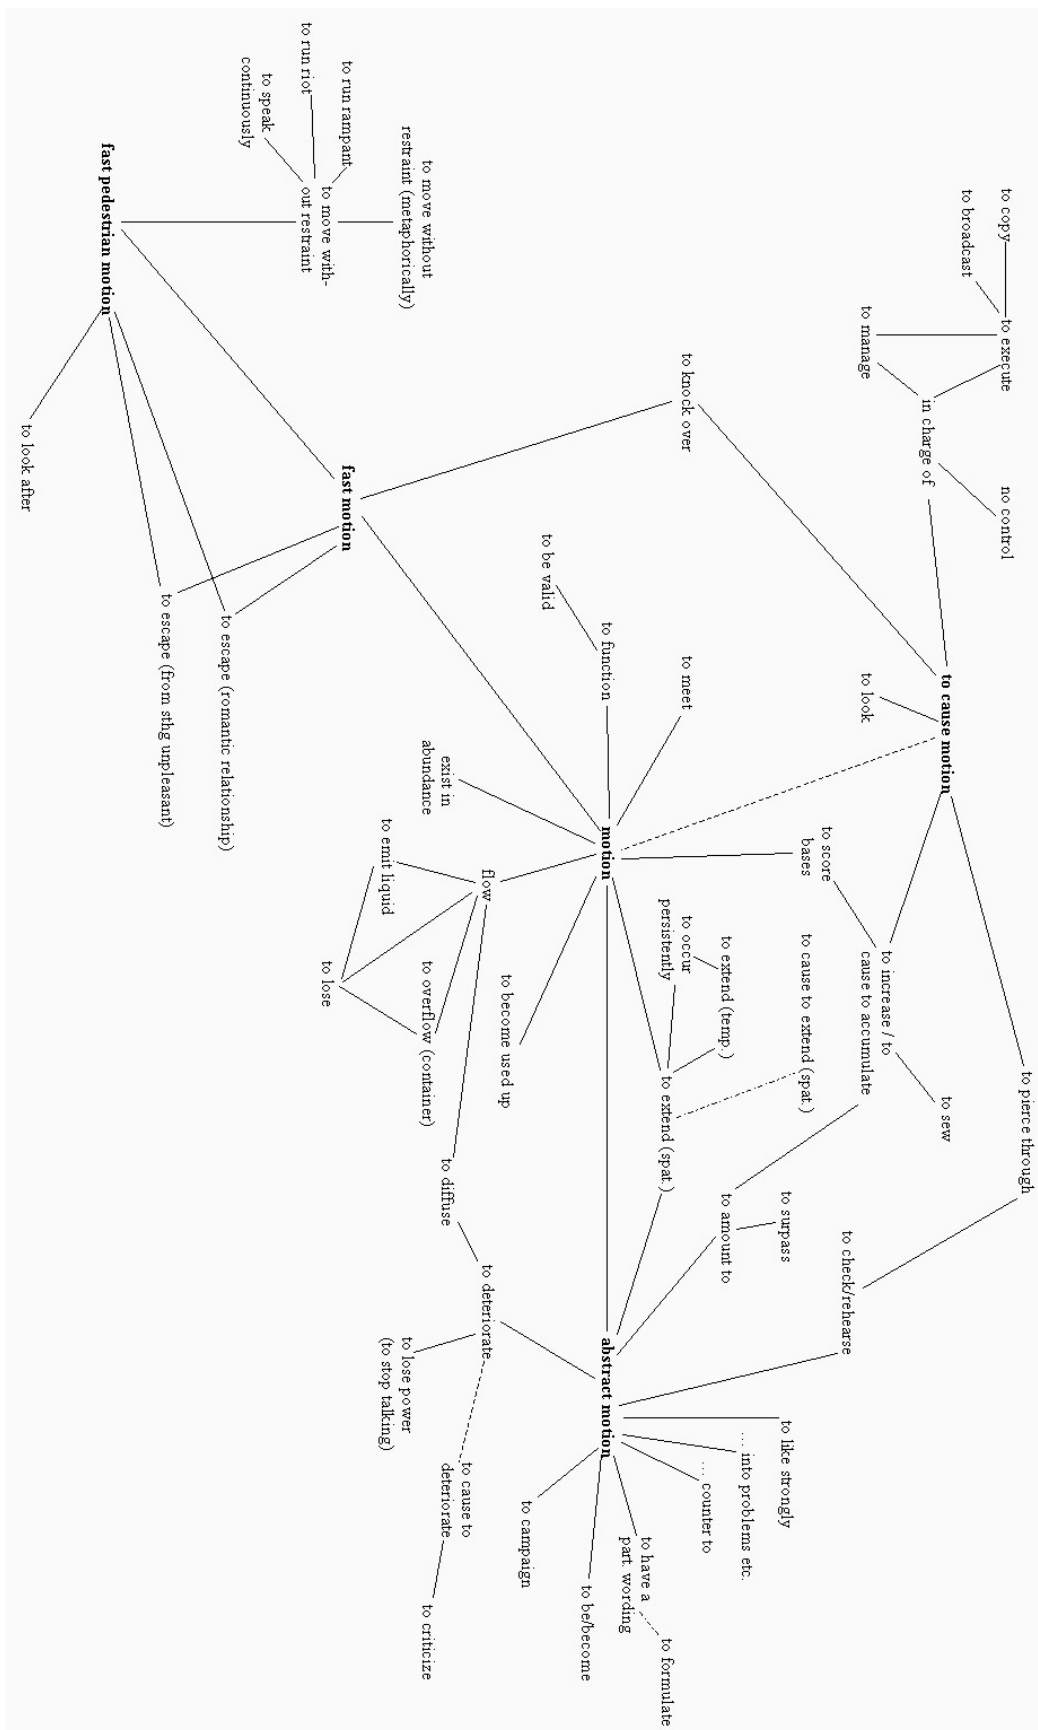 to copy
to broadcast
to execute
to manage
in charge of
no control
to cause motion
to look
to pierce through
to increase / to
cause to accumulate
to sew
to score
bases
to knock over
to run rampant
to run riot
to speak
continuously
to move without
restraint (metaphorically)
to move with-
out restraint
fast pedestrian motion
to look after
fast motion
to escape (romantic relationship)
to escape (from sthg unpleasant)
to be valid
to function
to meet
motion
exist in
abundance
flow
to emit liquid
to lose
to overflow (container)
to become used up
to occur
persistently
to extend (temp.)
to cause to extend (spat.)
to extend (spat.)
to surpass
to amount to
to check/rehearse
to diffuse
to deteriorate
to lose power
(to stop talking)
to cause to
deteriorate
to criticize
abstract motion
to like strongly
... into problems etc.
... counter to
to have a
part. wording
to formulate
to be/become
to campaign